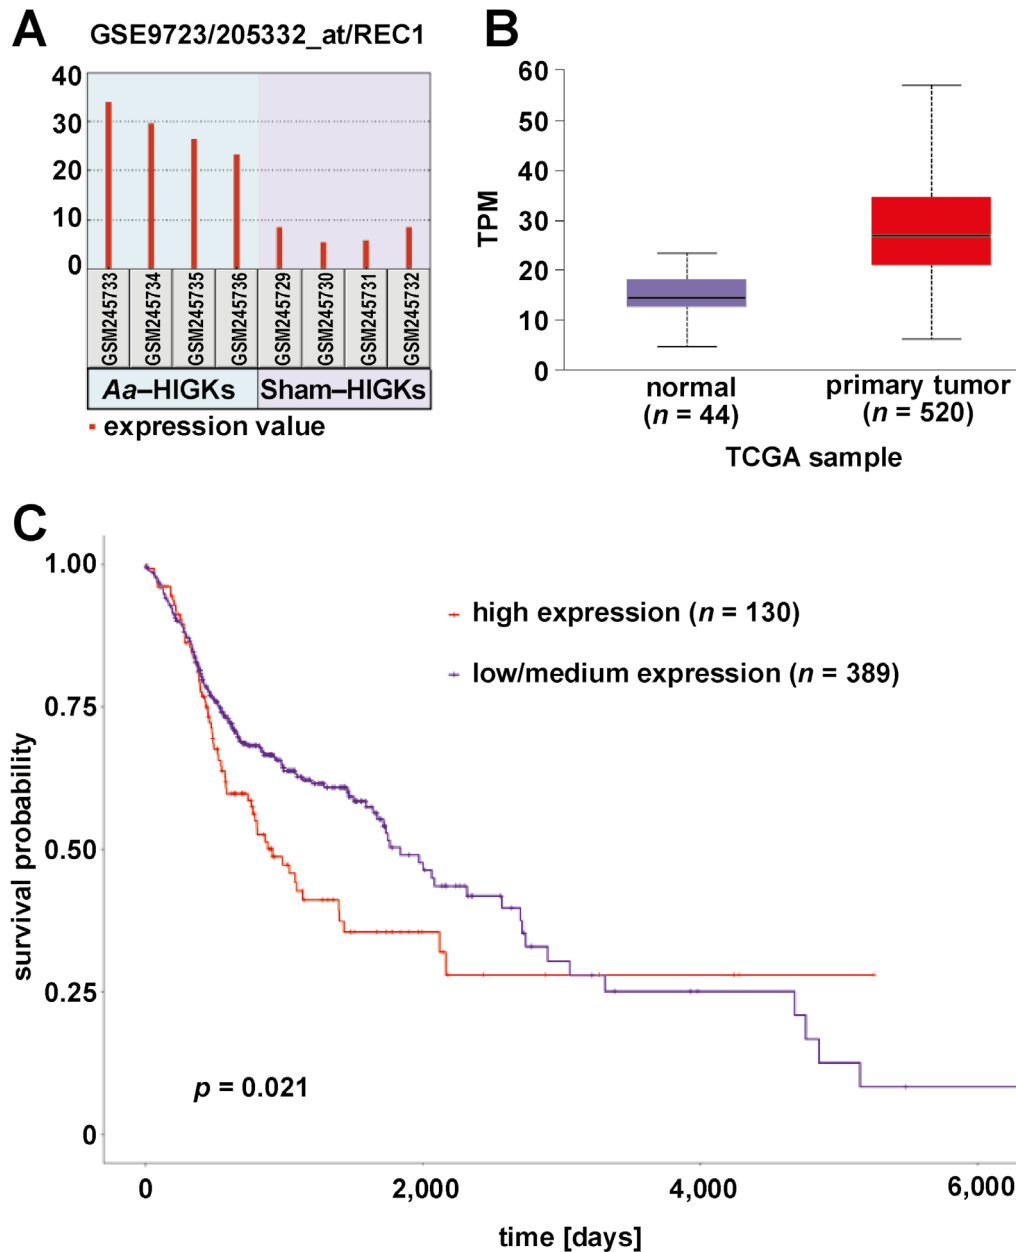 A
GSE9723/205332_at/REC1
40
30
20
10
0
GSM245733
GSM245734
GSM245735
GSM245736
GSM245729
GSM245730
GSM245731
GSM245732
Aa–HIGKs
Sham–HIGKs
expression value
B
60
50
40
30
20
10
0
TPM
normal
(n = 44)
primary tumor
(n = 520)
TCGA sample
C
1.00
0.75
0.50
0.25
0
survival probability
high expression (n = 130)
low/medium expression (n = 389)
p = 0.021
0
2,000
4,000
6,000
time [days]